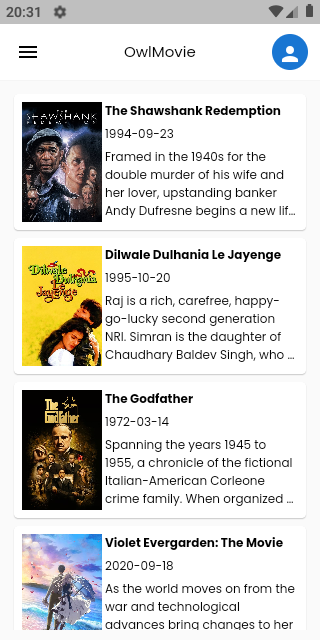 20:31
OwlMovie
THE
SHAWSHANK
REDEMPTION
The Shawshank Redemption
1994-09-23
Framed in the 1940s for the
double murder of his wife and
her lover, upstanding banker
Andy Dufresne begins a new lif...
Dilwale
Dulhania
Le
Jayenge
Dilwale Dulhania Le Jayenge
1995-10-20
Raj is a rich, carefree, happy-
go-lucky second generation
NRI. Simran is the daughter of
Chaudhary Baldev Singh, who ...
The
Godfather
The Godfather
1972-03-14
Spanning the years 1945 to
1955, a chronicle of the fictional
Italian-American Corleone
crime family. When organized ...
Violet Evergarden: The Movie
2020-09-18
As the world moves on from the
war and technological
advances bring changes to her